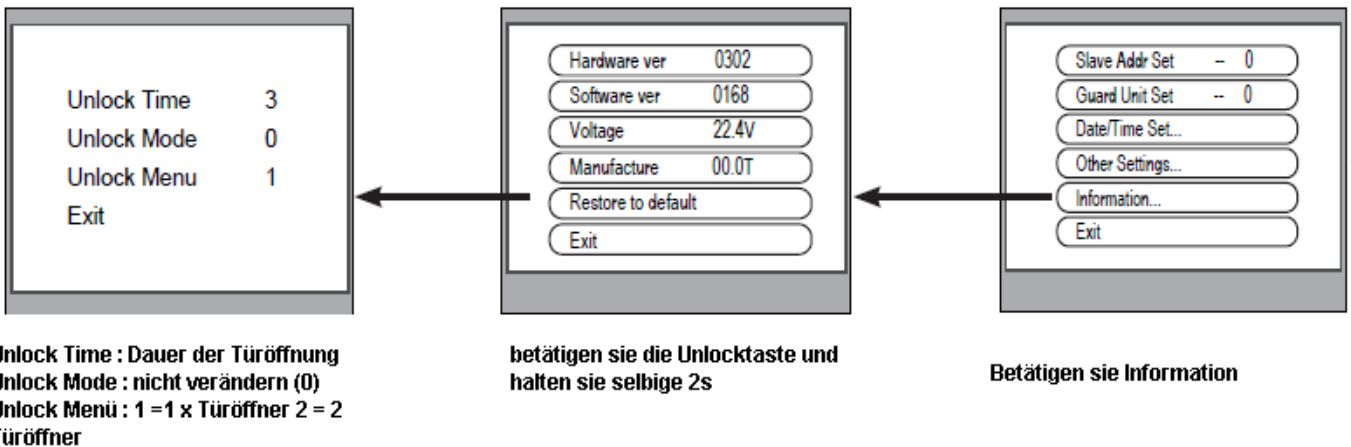 Unlock Time 3
Unlock Mode 0
Unlock Menu 1
Exit
Hardware ver 0302
Software ver 0168
Voltage 22.4V
Manufacture 00.0T
Restore to default
Exit
Slave Addr Set -- 0
Guard Unit Set -- 0
Date/Time Set...
Other Settings...
Information...
Exit
Unlock Time : Dauer der Türöffnung
Unlock Mode : nicht verändern (0)
Unlock Menü : 1 =1 x Türöffner 2 = 2
Türöffner
betätigen sie die Unlocktaste und
halten sie selbige 2s
Betätigen sie Information